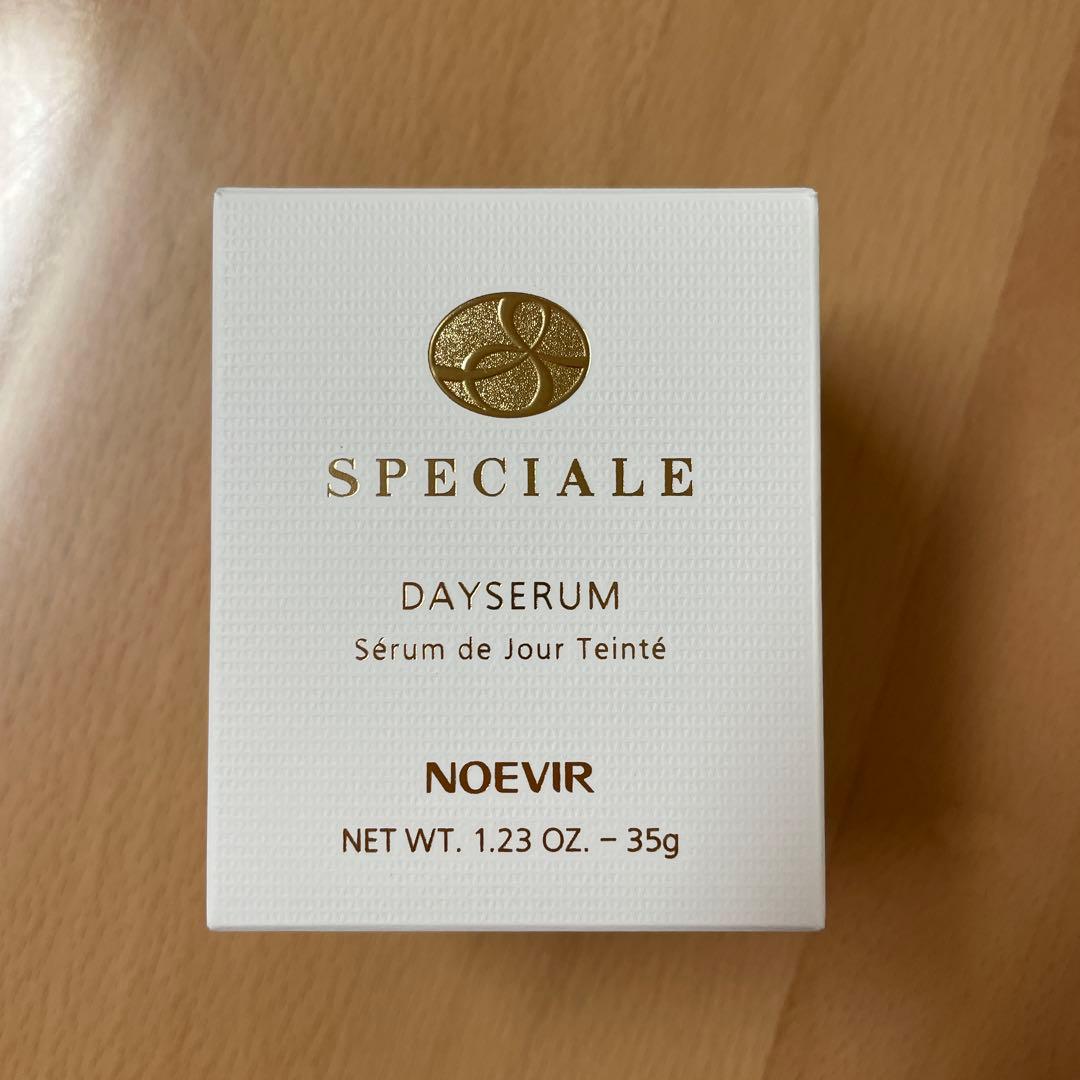 SPECIALE
DAYSERUM
Sérum de Jour Teinté
NOEVIR
NET WT. 1.23 OZ. – 35g